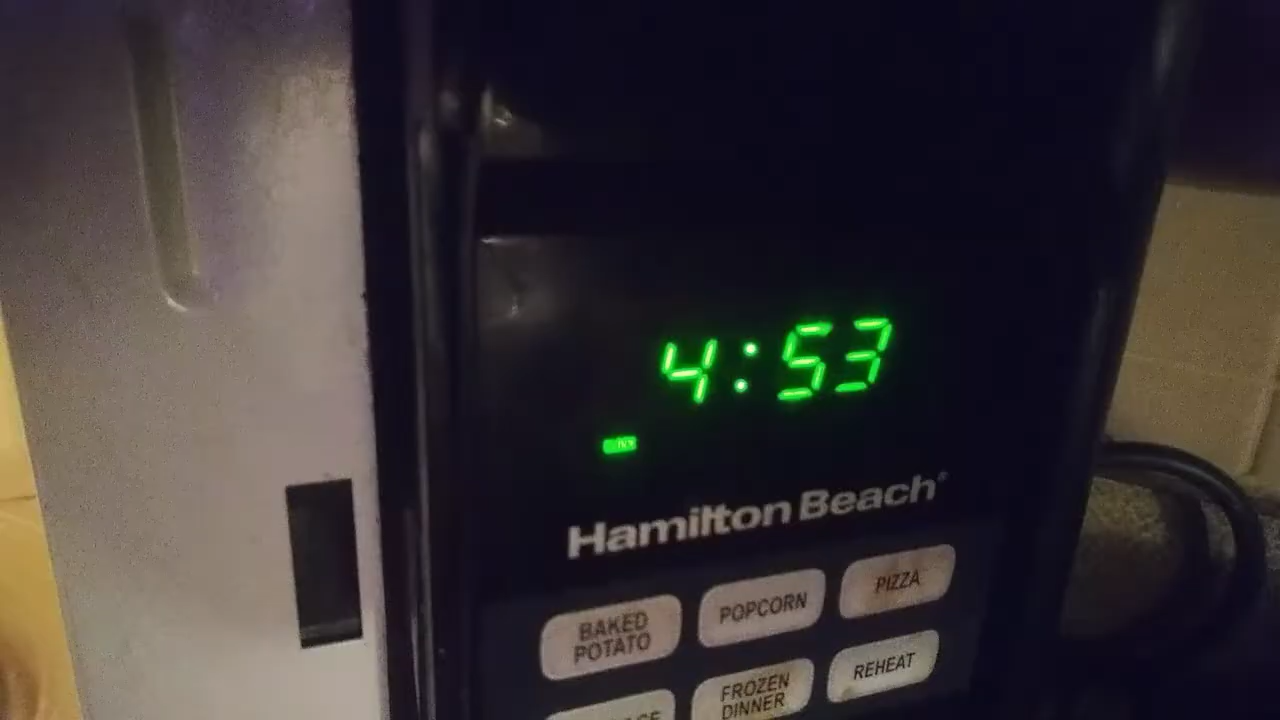 4:53
Hamilton Beach®
BAKED
POTATO
POPCORN
PIZZA
FROZEN
DINNER
REHEAT